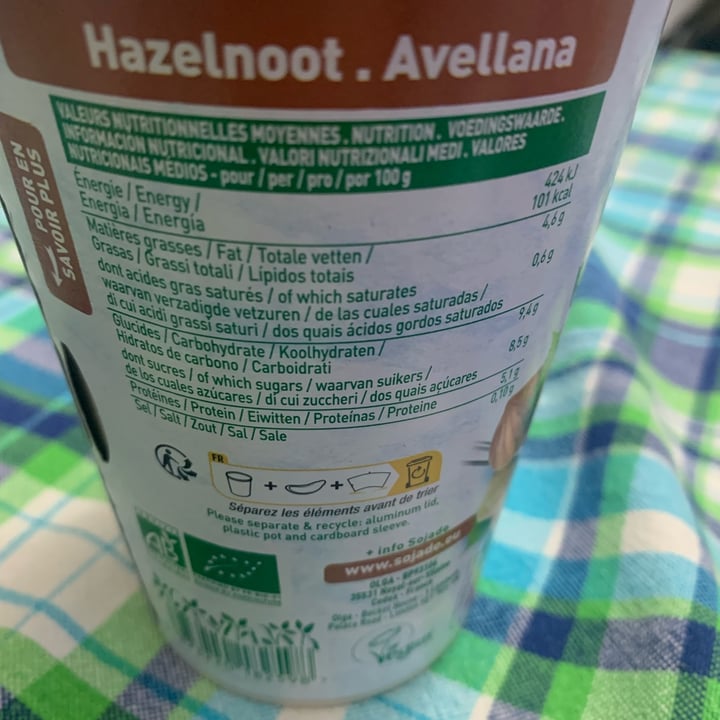 Hazelnoot . Avellana
POUR EN
SAVOIR PLUS
VALEURS NUTRITIONNELLES MOYENNES . NUTRITION . VOEDINGSWAARDE .
INFORMACIÓN NUTRICIONAL . VALORI NUTRIZIONALI MEDI . VALORES
NUTRICIONAIS MÉDIOS - pour / per / pro / por 100 g
Énergie / Energy / 424 kJ
Energia / Energía 101 kcal
Matières grasses / Fat / Totale vetten / 4,6 g
Grasas / Grassi totali / Lípidos totais
dont acides gras saturés / of which saturates 0,6 g
waarvan verzadigde vetzuren / de las cuales saturadas /
di cui acidi grassi saturi / dos quais ácidos gordos saturados
Glucides / Carbohydrate / Koolhydraten / 9,4 g
Hidratos de carbono / Carboidrati
dont sucres / of which sugars / waarvan suikers / 8,5 g
de los cuales azúcares / di cui zuccheri / dos quais açúcares
Protéines / Protein / Eiwitten / Proteínas / Proteine 5,1 g
Sel / Salt / Zout / Sal / Sale 0,10 g
FR
+ +
Séparez les éléments avant de trier
Please separate & recycle: aluminum lid,
plastic pot and cardboard sleeve.
+ info Sojade
www.sojade.eu
AB